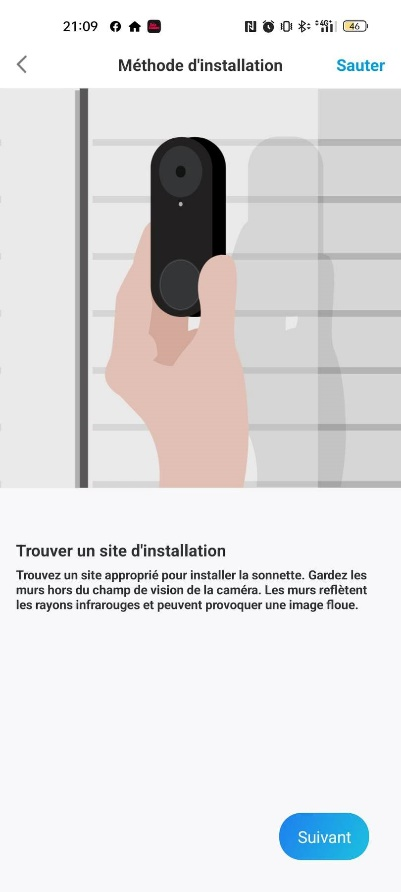 21:09
4G+
46
Méthode d'installation
Sauter
Trouver un site d'installation
Trouvez un site approprié pour installer la sonnette. Gardez les
murs hors du champ de vision de la caméra. Les murs reflètent
les rayons infrarouges et peuvent provoquer une image floue.
Suivant